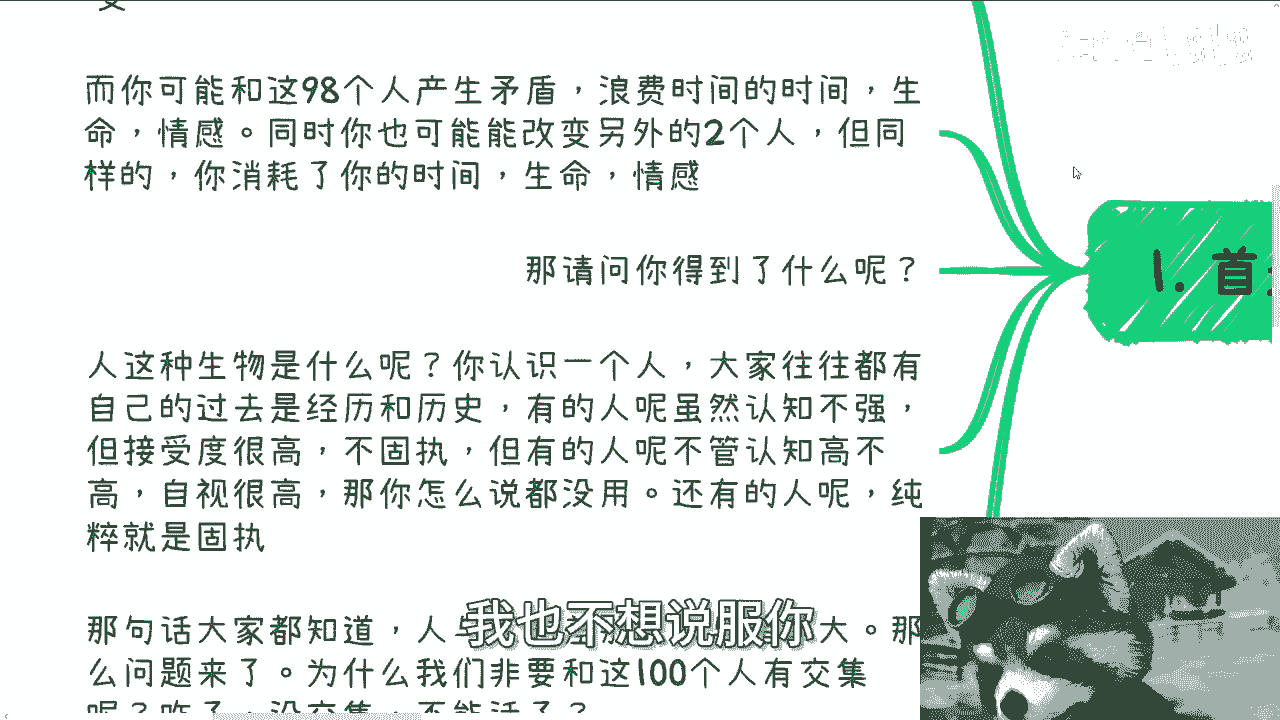 而你可能和这98个人产生矛盾，浪费时间的时间，生
命，情感。同时你也可能能改变另外的2个人，但同
样的，你消耗了你的时间，生命，情感
那请问你得到了什么呢？
1. 首
人这种生物是什么呢？你认识一个人，大家往往都有
自己的过去是经历和历史，有的人呢虽然认知不强，
但接受度很高，不固执，但有的人呢不管认知高不
高，自视很高，那你怎么说都没用。还有的人呢，纯
粹就是固执
那句话大家都知道，人与
大。那
我也不想说服你
么问题来了。为什么我们非要和这100个人有交集
呢？咋了，没交集，不能活了？